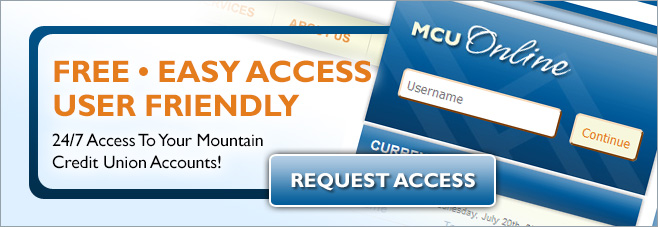 SERVICES
ABOUT US
MCU Online
FREE • EASY ACCESS
USER FRIENDLY
Username
Continue
24/7 Access To Your Mountain
Credit Union Accounts!
REQUEST ACCESS